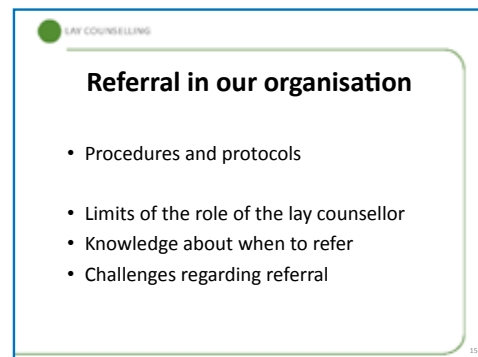 LAY COUNSELLING
Referral in our organisation
• Procedures and protocols
• Limits of the role of the lay counsellor
• Knowledge about when to refer
• Challenges regarding referral
15